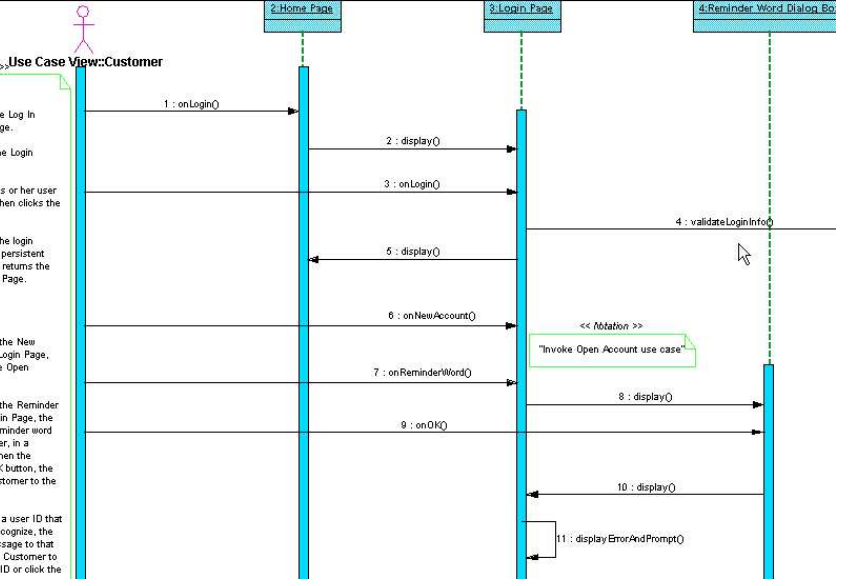 2:Home Page
3:Login Page
4:Reminder Word Dialog Bo
>>
Use Case View::Customer
e Log In
ge.
e Login
s or her user
hen clicks the
he login
persistent
returns the
Page.
the New
Login Page,
e Open
the Reminder
in Page, the
minder word
er, in a
hen the
K button, the
stomer to the
a user ID that
cognize, the
ssage to that
Customer to
ID or click the
1 : onLogin()
2 : display()
3 : onLogin()
4 : validateLoginInfo()
5 : display()
6 : onNewAccount()
<< Notation >>
"Invoke Open Account use case"
7 : onReminderWord()
8 : display()
9 : onOK()
10 : display()
11 : displayErrorAndPrompt()